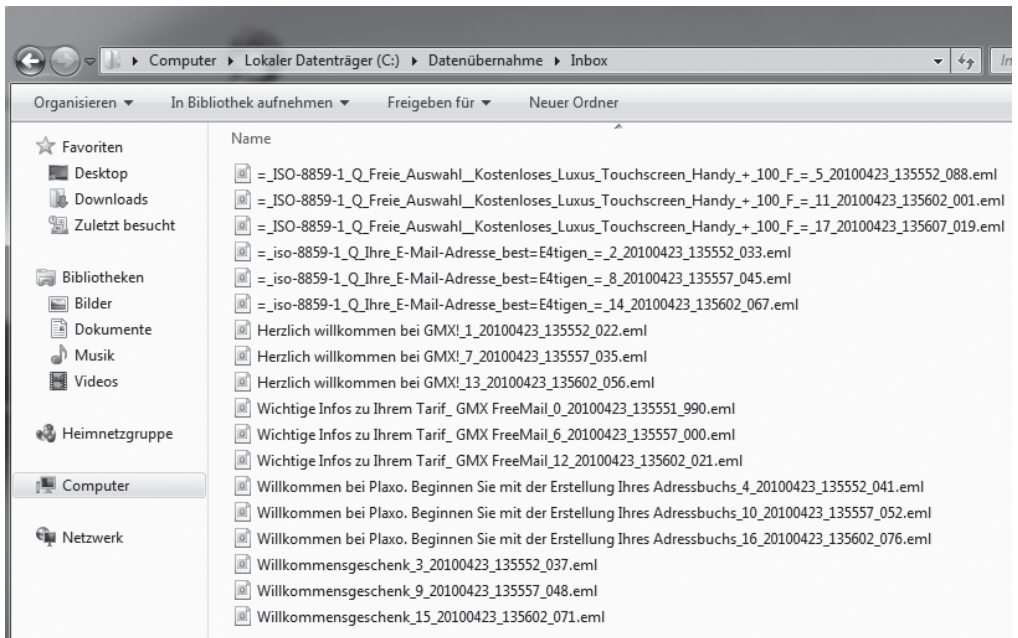 Computer ▸ Lokaler Datenträger (C:) ▸ Datenübernahme ▸ Inbox
In
Organisieren In Bibliothek aufnehmen Freigeben für Neuer Ordner
Favoriten
Desktop
Downloads
Zuletzt besucht
Bibliotheken
Bilder
Dokumente
Musik
Videos
Heimnetzgruppe
Computer
Netzwerk
Name
=_ISO-8859-1_Q_Freie_Auswahl__Kostenloses_Luxus_Touchscreen_Handy_+_100_F_=_5_20100423_135552_088.eml
=_ISO-8859-1_Q_Freie_Auswahl__Kostenloses_Luxus_Touchscreen_Handy_+_100_F_=_11_20100423_135602_001.eml
=_ISO-8859-1_Q_Freie_Auswahl__Kostenloses_Luxus_Touchscreen_Handy_+_100_F_=_17_20100423_135607_019.eml
=_iso-8859-1_Q_Ihre_E-Mail-Adresse_best=E4tigen_=_2_20100423_135552_033.eml
=_iso-8859-1_Q_Ihre_E-Mail-Adresse_best=E4tigen_=_8_20100423_135557_045.eml
=_iso-8859-1_Q_Ihre_E-Mail-Adresse_best=E4tigen_=_14_20100423_135602_067.eml
Herzlich willkommen bei GMX!_1_20100423_135552_022.eml
Herzlich willkommen bei GMX!_7_20100423_135557_035.eml
Herzlich willkommen bei GMX!_13_20100423_135602_056.eml
Wichtige Infos zu Ihrem Tarif_ GMX FreeMail_0_20100423_135551_990.eml
Wichtige Infos zu Ihrem Tarif_ GMX FreeMail_6_20100423_135557_000.eml
Wichtige Infos zu Ihrem Tarif_ GMX FreeMail_12_20100423_135602_021.eml
Willkommen bei Plaxo. Beginnen Sie mit der Erstellung Ihres Adressbuchs_4_20100423_135552_041.eml
Willkommen bei Plaxo. Beginnen Sie mit der Erstellung Ihres Adressbuchs_10_20100423_135557_052.eml
Willkommen bei Plaxo. Beginnen Sie mit der Erstellung Ihres Adressbuchs_16_20100423_135602_076.eml
Willkommensgeschenk_3_20100423_135552_037.eml
Willkommensgeschenk_9_20100423_135557_048.eml
Willkommensgeschenk_15_20100423_135602_071.eml